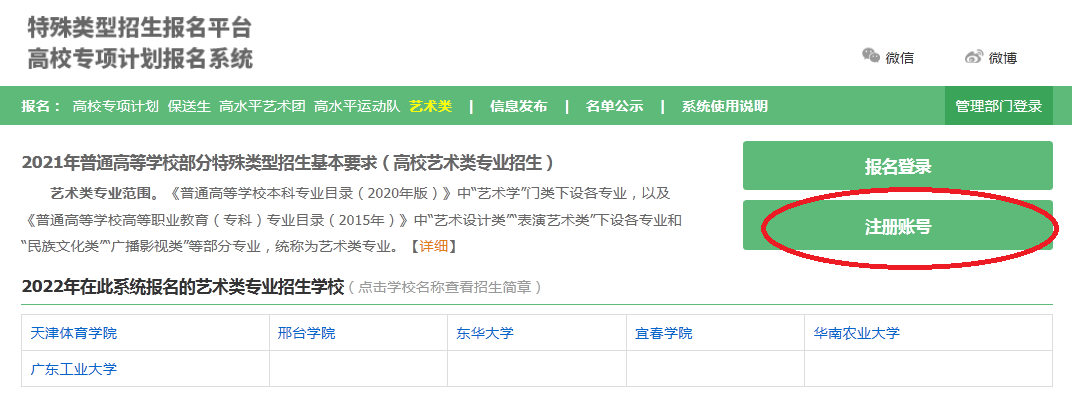 特殊类型招生报名平台
高校专项计划报名系统
微信 微博
报名： 高校专项计划 保送生 高水平艺术团 高水平运动队 艺术类 | 信息发布 | 名单公示 | 系统使用说明 管理部门登录
2021年普通高等学校部分特殊类型招生基本要求（高校艺术类专业招生）
报名登录
艺术类专业范围。《普通高等学校本科专业目录（2020年版）》中“艺术学”门类下设各专业，以及
《普通高等学校高等职业教育（专科）专业目录（2015年）》中“艺术设计类”“表演艺术类”下设各专业和
注册账号
“民族文化类”“广播影视类”等部分专业，统称为艺术类专业。【详细】
2022年在此系统报名的艺术类专业招生学校（点击学校名称查看招生简章）
天津体育学院 邢台学院 东华大学 宜春学院 华南农业大学
广东工业大学